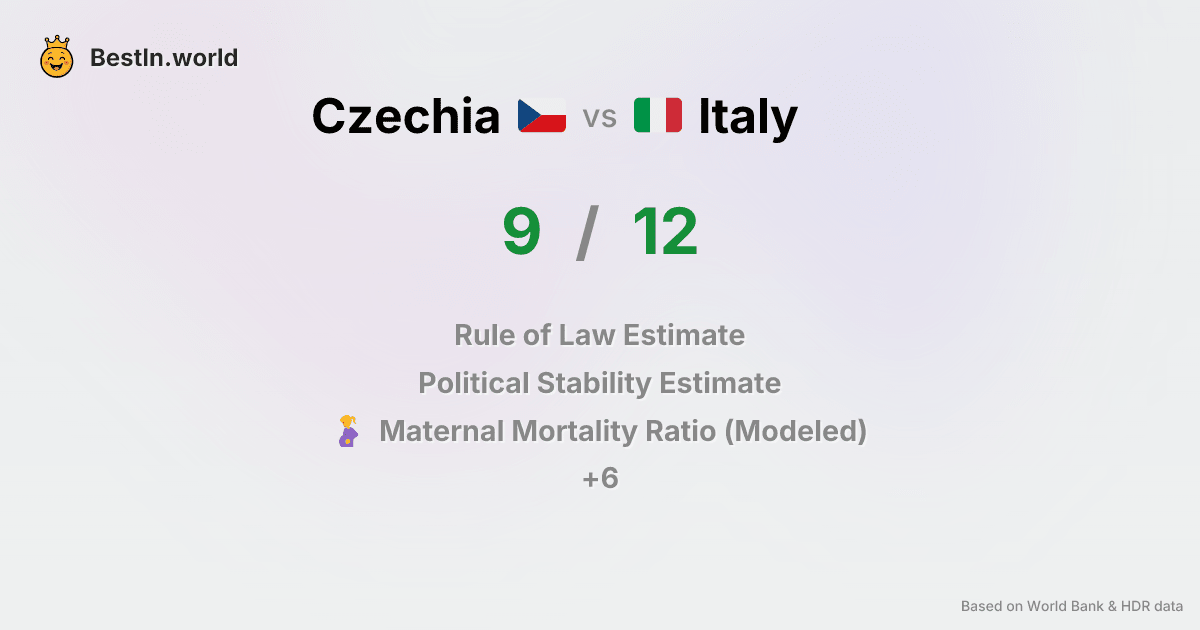 BestIn.world
Czechia vs Italy
9 / 12
Rule of Law Estimate
Political Stability Estimate
Maternal Mortality Ratio (Modeled)
+6
Based on World Bank & HDR data